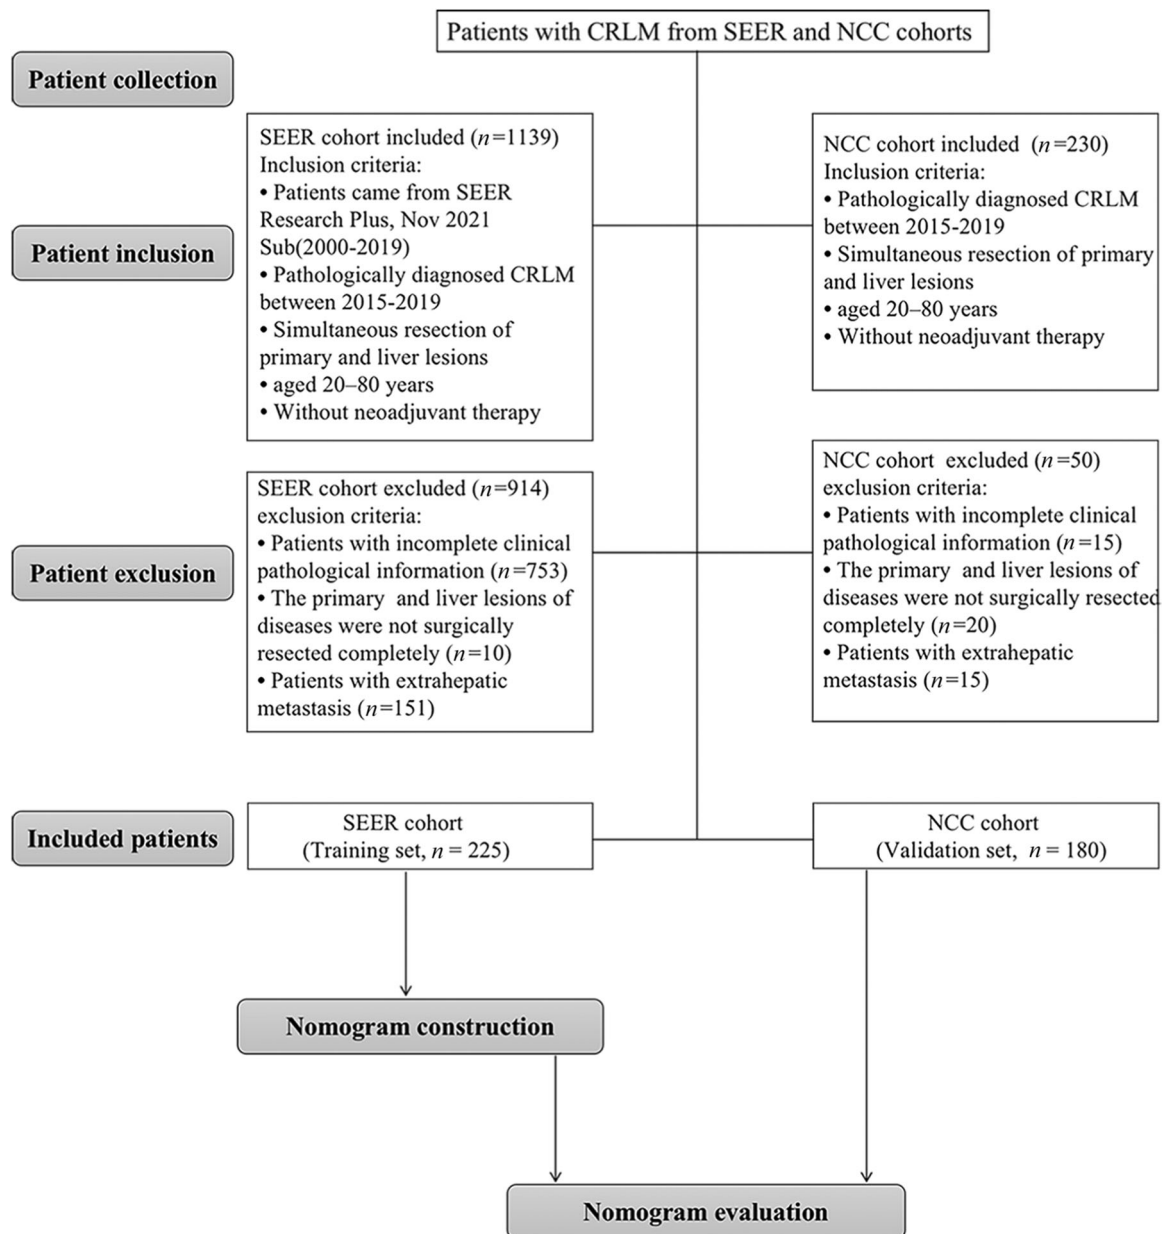 Patients with CRLM from SEER and NCC cohorts
Patient collection
Patient inclusion
SEER cohort included (n=1139)
Inclusion criteria:
• Patients came from SEER
Research Plus, Nov 2021
Sub(2000-2019)
• Pathologically diagnosed CRLM
between 2015-2019
• Simultaneous resection of
primary and liver lesions
• aged 20–80 years
• Without neoadjuvant therapy
NCC cohort included (n=230)
Inclusion criteria:
• Pathologically diagnosed CRLM
between 2015-2019
• Simultaneous resection of primary
and liver lesions
• aged 20–80 years
• Without neoadjuvant therapy
Patient exclusion
SEER cohort excluded (n=914)
exclusion criteria:
• Patients with incomplete clinical
pathological information (n=753)
• The primary and liver lesions of
diseases were not surgically
resected completely (n=10)
• Patients with extrahepatic
metastasis (n=151)
NCC cohort excluded (n=50)
exclusion criteria:
• Patients with incomplete clinical
pathological information (n=15)
• The primary and liver lesions of
diseases were not surgically resected
completely (n=20)
• Patients with extrahepatic
metastasis (n=15)
Included patients
SEER cohort
(Training set, n = 225)
NCC cohort
(Validation set, n = 180)
Nomogram construction
Nomogram evaluation